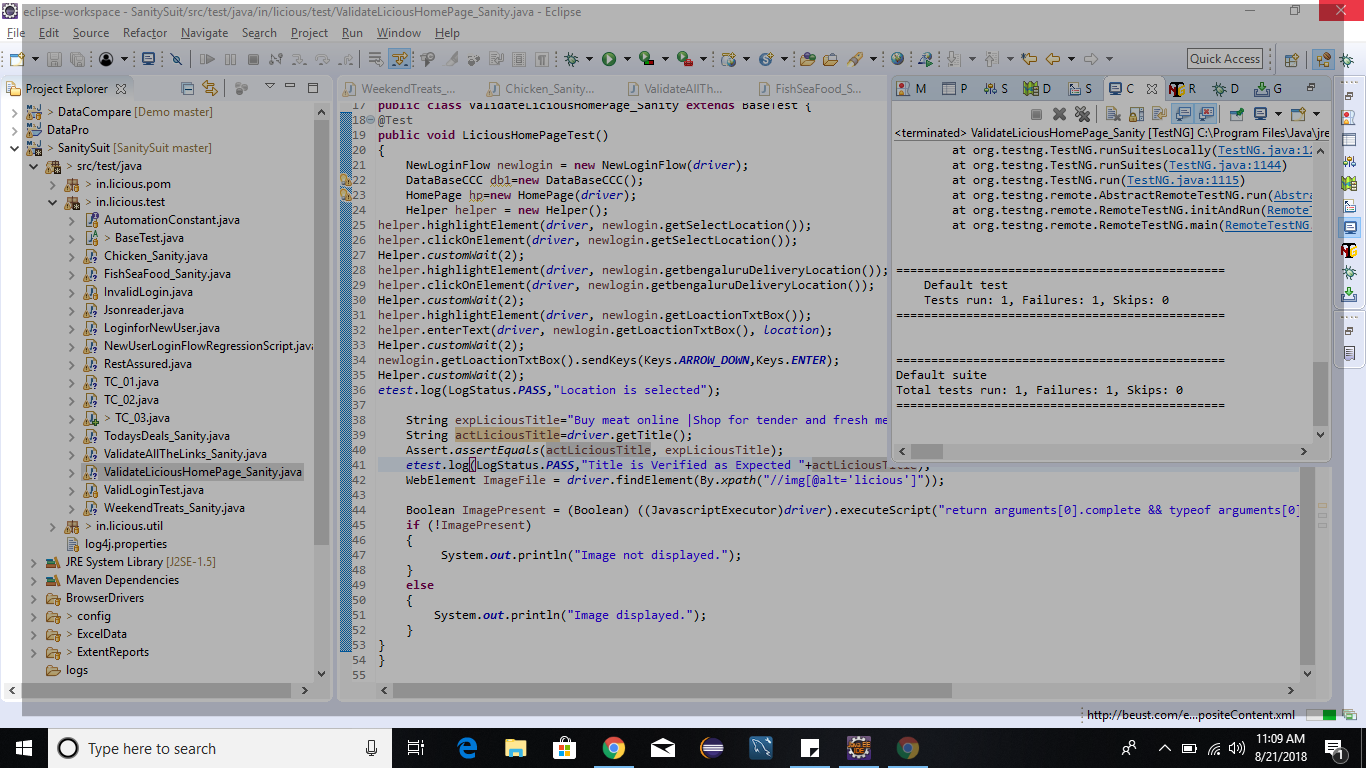 eclipse-workspace - SanitySuit/src/test/java/in/licious/test/ValidateLiciousHomePage_Sanity.java - Eclipse
File Edit Source Refactor Navigate Search Project Run Window Help
Quick Access
Project Explorer
> DataCompare [Demo master]
DataPro
> SanitySuit [SanitySuit master]
> src/test/java
> in.licious.pom
> in.licious.test
AutomationConstant.java
> BaseTest.java
Chicken_Sanity.java
FishSeaFood_Sanity.java
InvalidLogin.java
Jsonreader.java
LoginforNewUser.java
NewUserLoginFlowRegressionScript.java
RestAssured.java
TC_01.java
TC_02.java
> TC_03.java
TodaysDeals_Sanity.java
ValidateAllTheLinks_Sanity.java
ValidateLiciousHomePage_Sanity.java
ValidLoginTest.java
WeekendTreats_Sanity.java
> in.licious.util
log4j.properties
JRE System Library [J2SE-1.5]
Maven Dependencies
BrowserDrivers
> config
> ExcelData
> ExtentReports
logs
WeekendTreats_... Chicken_Sanity... ValidateAllTh... FishSeaFood_S...
17 public class ValidateLiciousHomePage_Sanity extends BaseTest {
18 @Test
19 public void LiciousHomePageTest()
20 {
21 NewLoginFlow newlogin = new NewLoginFlow(driver);
22 DataBaseCCC db1=new DataBaseCCC();
23 HomePage hp=new HomePage(driver);
24 Helper helper = new Helper();
25 helper.highlightElement(driver, newlogin.getSelectLocation());
26 helper.clickOnElement(driver, newlogin.getSelectLocation());
27 Helper.customWait(2);
28 helper.highlightElement(driver, newlogin.getbengaluruDeliveryLocation());
29 helper.clickOnElement(driver, newlogin.getbengaluruDeliveryLocation());
30 Helper.customWait(2);
31 helper.highlightElement(driver, newlogin.getLoactionTxtBox());
32 helper.enterText(driver, newlogin.getLoactionTxtBox(), location);
33 Helper.customWait(2);
34 newlogin.getLoactionTxtBox().sendKeys(Keys.ARROW_DOWN,Keys.ENTER);
35 Helper.customWait(2);
36 etest.log(LogStatus.PASS,"Location is selected");
37
38 String expLiciousTitle="Buy meat online |Shop for tender and fresh me
39 String actLiciousTitle=driver.getTitle();
40 Assert.assertEquals(actLiciousTitle, expLiciousTitle);
41 etest.log(LogStatus.PASS,"Title is Verified as Expected "+actLiciousTitle);
42 WebElement ImageFile = driver.findElement(By.xpath("//img[@alt='licious']"));
43
44 Boolean ImagePresent = (Boolean) ((JavascriptExecutor)driver).executeScript("return arguments[0].complete && typeof arguments[0]
45 if (!ImagePresent)
46 {
47 System.out.println("Image not displayed.");
48 }
49 else
50 {
51 System.out.println("Image displayed.");
52 }
53 }
54 }
55
M P S D S C R D G
<terminated> ValidateLiciousHomePage_Sanity [TestNG] C:\Program Files\Java\jre
at org.testng.TestNG.runSuitesLocally(TestNG.java:12
at org.testng.TestNG.runSuites(TestNG.java:1144)
at org.testng.TestNG.run(TestNG.java:1115)
at org.testng.remote.AbstractRemoteTestNG.run(Abstra
at org.testng.remote.RemoteTestNG.initAndRun(RemoteT
at org.testng.remote.RemoteTestNG.main(RemoteTestNG.
===============================================
Default test
Tests run: 1, Failures: 1, Skips: 0
===============================================
===============================================
Default suite
Total tests run: 1, Failures: 1, Skips: 0
===============================================
http://beust.com/e...positeContent.xml
Type here to search
11:09 AM
8/21/2018
1